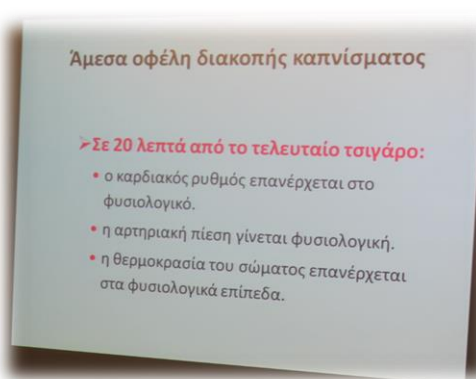 Άμεσα οφέλη διακοπής καπνίσματος
➢Σε 20 λεπτά από το τελευταίο τσιγάρο:
• ο καρδιακός ρυθμός επανέρχεται στο
φυσιολογικό.
• η αρτηριακή πίεση γίνεται φυσιολογική.
• η θερμοκρασία του σώματος επανέρχεται
στα φυσιολογικά επίπεδα.